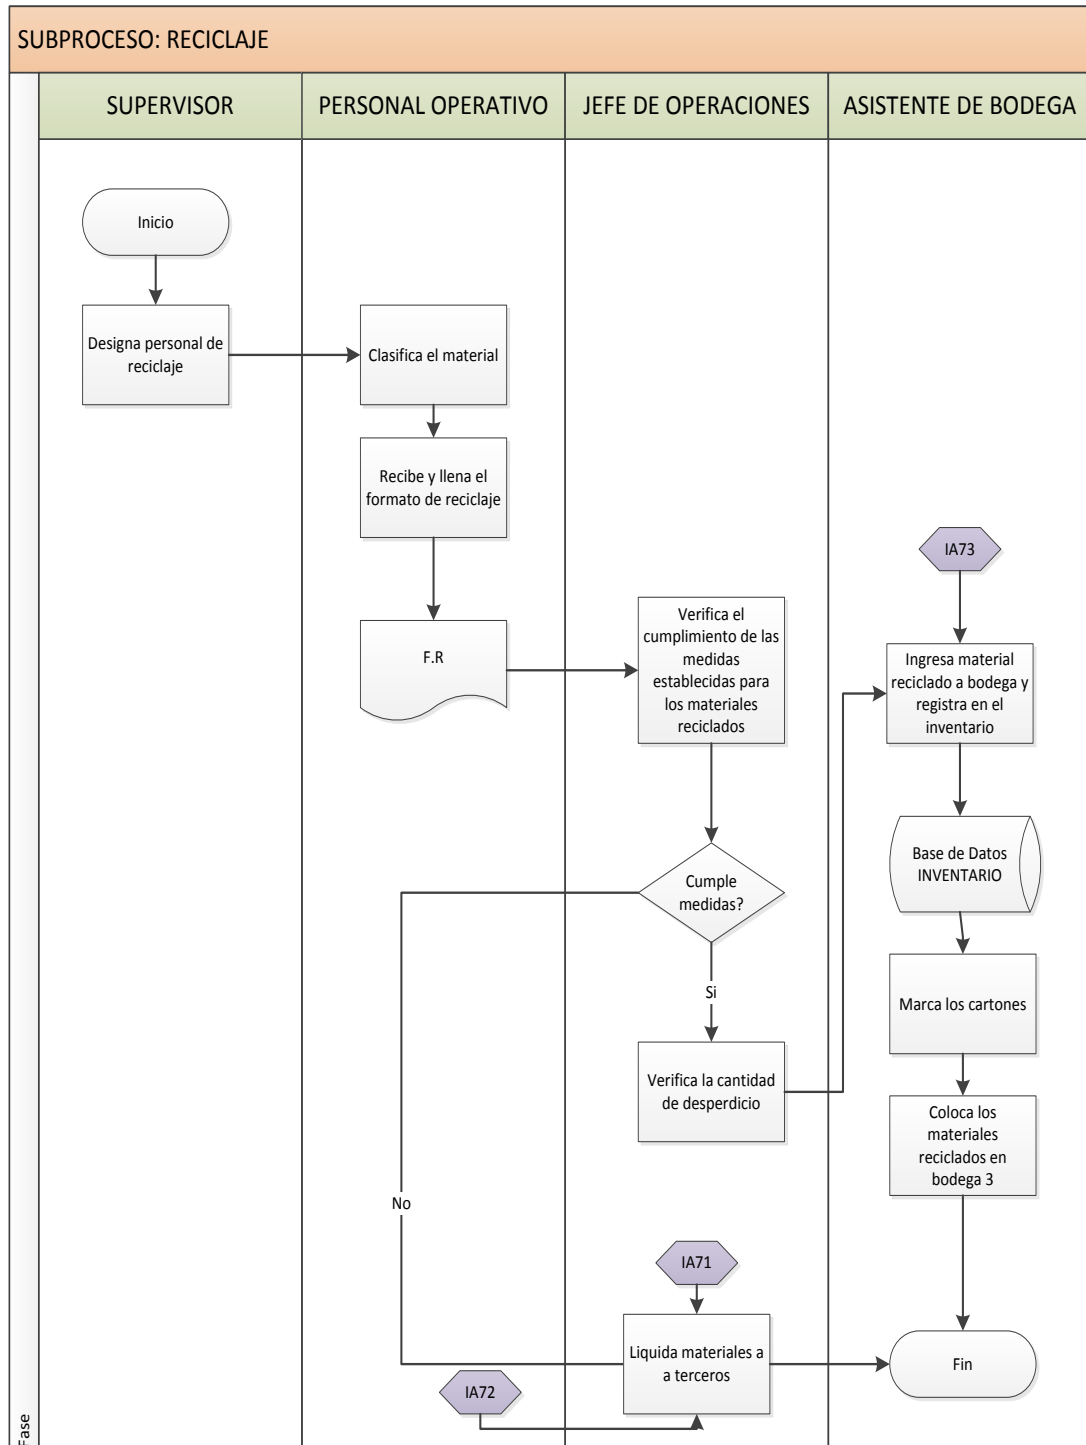 SUBPROCESO: RECICLAJE
SUPERVISOR
PERSONAL OPERATIVO
JEFE DE OPERACIONES
ASISTENTE DE BODEGA
Inicio
Designa personal de
reciclaje
Clasifica el material
Recibe y llena el
formato de reciclaje
F.R
Verifica el
cumplimiento de las
medidas
establecidas para
los materiales
reciclados
Cumple
medidas?
Si
Verifica la cantidad
de desperdicio
No
IA71
Liquida materiales a
a terceros
IA72
IA73
Ingresa material
reciclado a bodega y
registra en el
inventario
Base de Datos
INVENTARIO
Marca los cartones
Coloca los
materiales
reciclados en
bodega 3
Fin
Fase